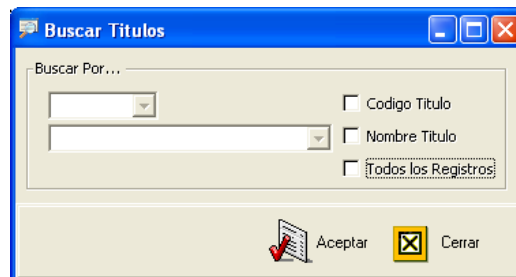 Buscar Titulos
Buscar Por...
Codigo Titulo
Nombre Titulo
Todos los Registros
Aceptar
Cerrar